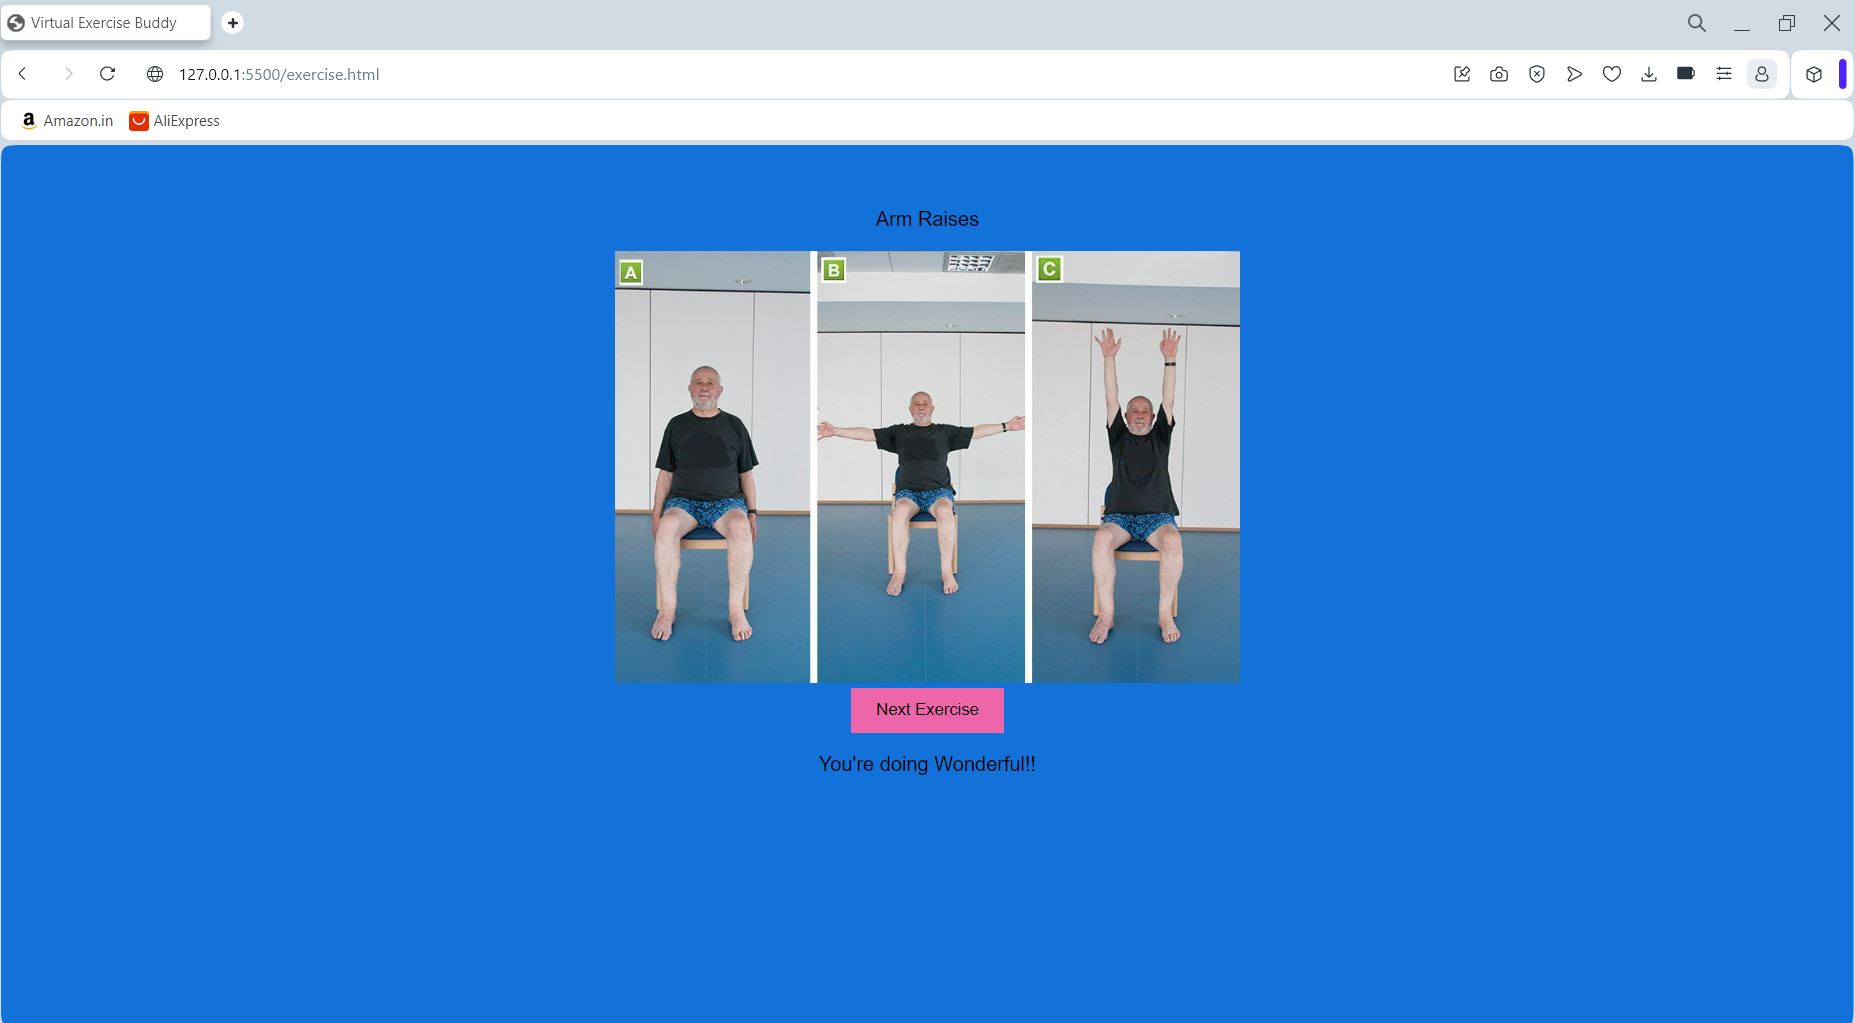 Virtual Exercise Buddy
127.0.0.1:5500/exercise.html
Amazon.in
AliExpress
Arm Raises
A
B
C
Next Exercise
You're doing Wonderful!!